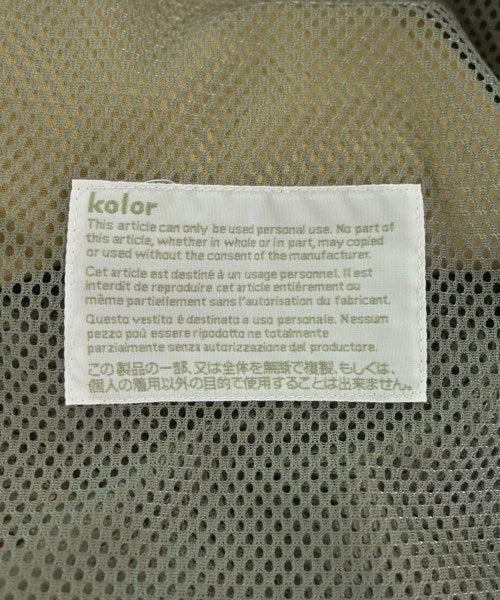 kolor
This article can only be used personal use. No part of
this article, whether in whole or in part, may copied
or used without the consent of the manufacturer.
Cet article est destiné à un usage personnel. Il est
interdit de reproduire cet article entiérement au
même partiellement sans l'autorisation du fabricant.
Questo vestito é destinato a uso personale. Nessum
pezzo può essere ripodotto ne totalmente
parzialmente senza autorizzazione del productore.
この製品の一部、又は全体を無断で複製、もしくは、
個人の着用以外の目的で使用することは出来ません。